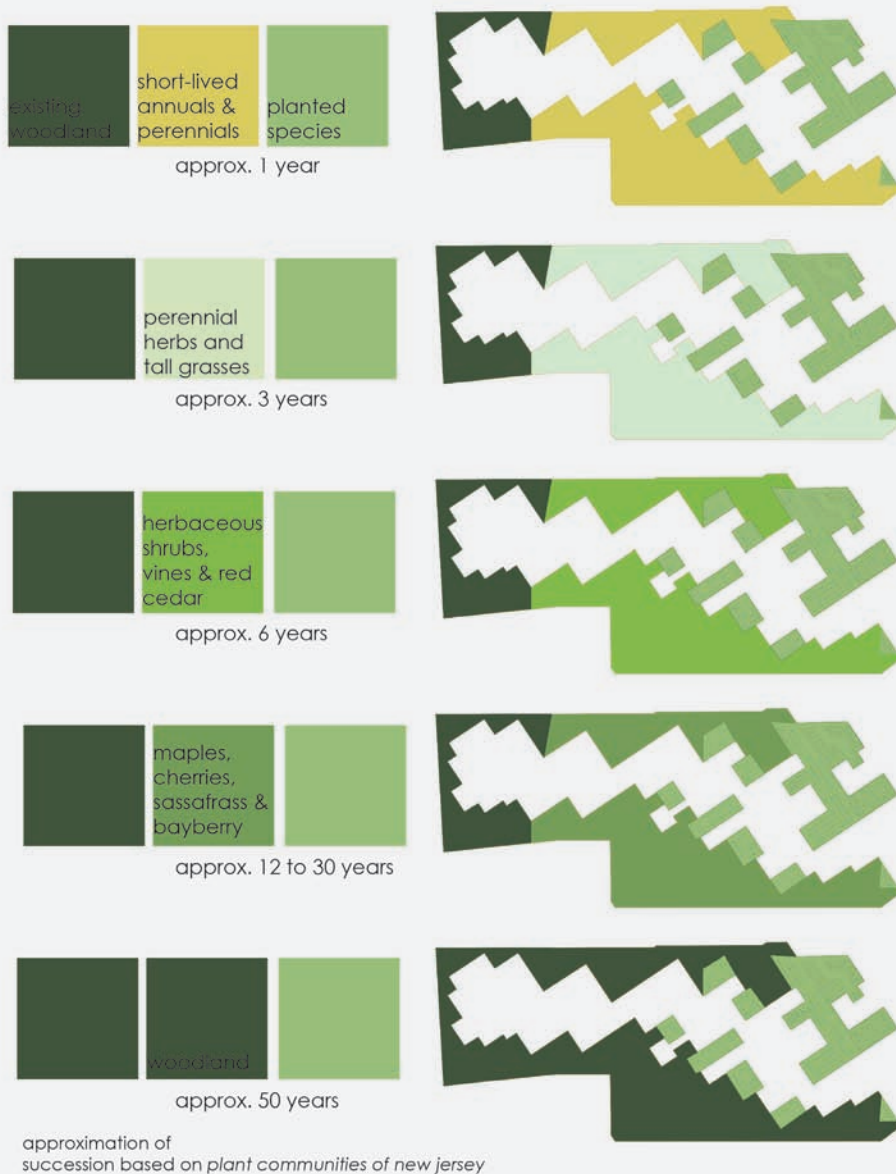 existing
woodland
short-lived
annuals &
perennials
planted
species
approx. 1 year
perennial
herbs and
tall grasses
approx. 3 years
herbaceous
shrubs,
vines & red
cedar
approx. 6 years
maples,
cherries,
sassafrass &
bayberry
approx. 12 to 30 years
woodland
approx. 50 years
approximation of
succession based on plant communities of new jersey